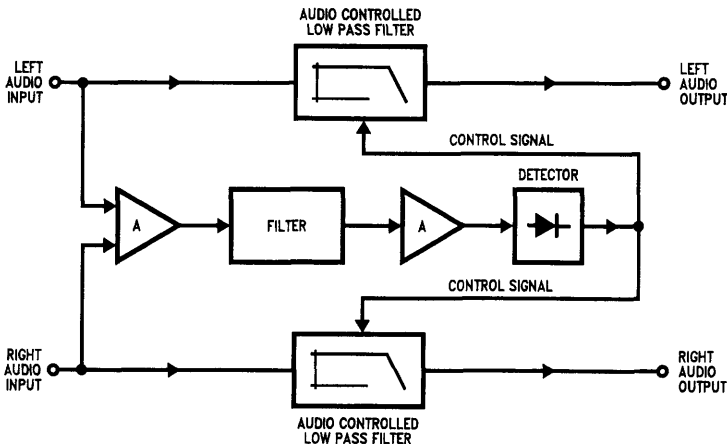 AUDIO CONTROLLED
LOW PASS FILTER
LEFT
AUDIO
INPUT
LEFT
AUDIO
OUTPUT
CONTROL SIGNAL
DETECTOR
A
FILTER
A
CONTROL SIGNAL
RIGHT
AUDIO
INPUT
RIGHT
AUDIO
OUTPUT
AUDIO CONTROLLED
LOW PASS FILTER